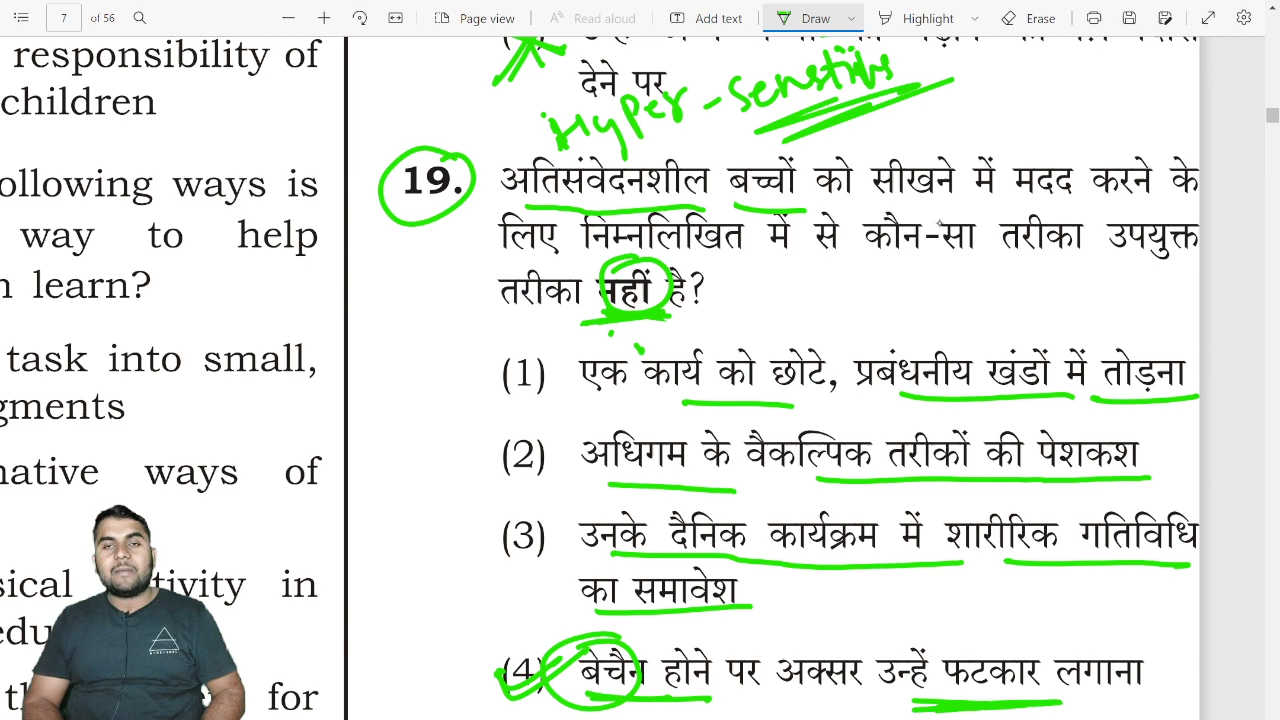 7 of 56 Page view Read aloud Add text Draw Highlight Erase
responsibility of
children
देने पर
Hyper-Sensitive
ollowing ways is
way to help
n learn?
19. अतिसंवेदनशील बच्चों को सीखने में मदद करने के
लिए निम्नलिखित में से कौन-सा तरीका उपयुक्त
तरीका नहीं है?
task into small,
gments
(1) एक कार्य को छोटे, प्रबंधनीय खंडों में तोड़ना
native ways of
(2) अधिगम के वैकल्पिक तरीकों की पेशकश
sical tivity in
edu
(3) उनके दैनिक कार्यक्रम में शारीरिक गतिविधि
का समावेश
th for
(4) बेचैन होने पर अक्सर उन्हें फटकार लगाना